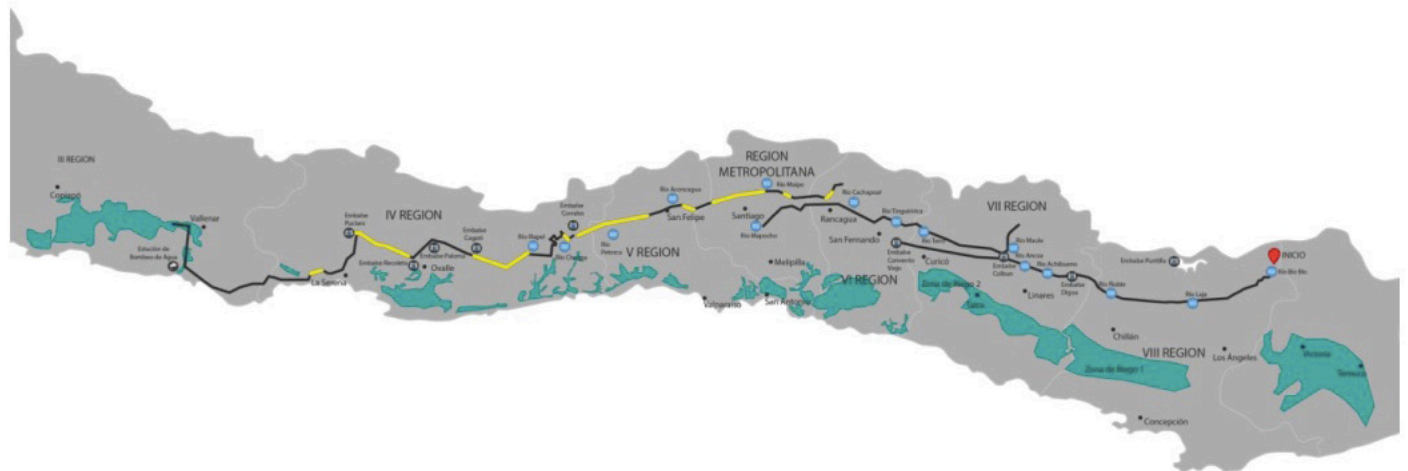 III REGION
Copiapó
Vallenar
Estación de
Bombeo de Agua
La Serena
Embalse
Puclaro
IV REGION
Embalse Recoleta
Embalse Paloma
Ovalle
Embalse
Cogotí
Río Illapel
Embalse
Corrales
Río Choapa
Río
Petorca
V REGION
Río Aconcagua
San Felipe
Valparaíso
REGION
METROPOLITANA
Río Maipo
Santiago
Río Mapocho
Melipilla
San Antonio
Río Cachapoal
Rancagua
VI REGION
San Fernando
Río Tinguiririca
Río Teno
Embalse
Convento
Viejo
Curicó
Zona de Riego 2
Talca
VII REGION
Río Maule
Río Ancoa
Embalse
Colbún
Río Achibueno
Linares
Embalse
Digua
Embalse Puntilla
Río Ñuble
Chillán
VIII REGION
Zona de Riego 1
Río Laja
Los Ángeles
Concepción
INICIO
Río Bío Bío
Victoria
Temuco